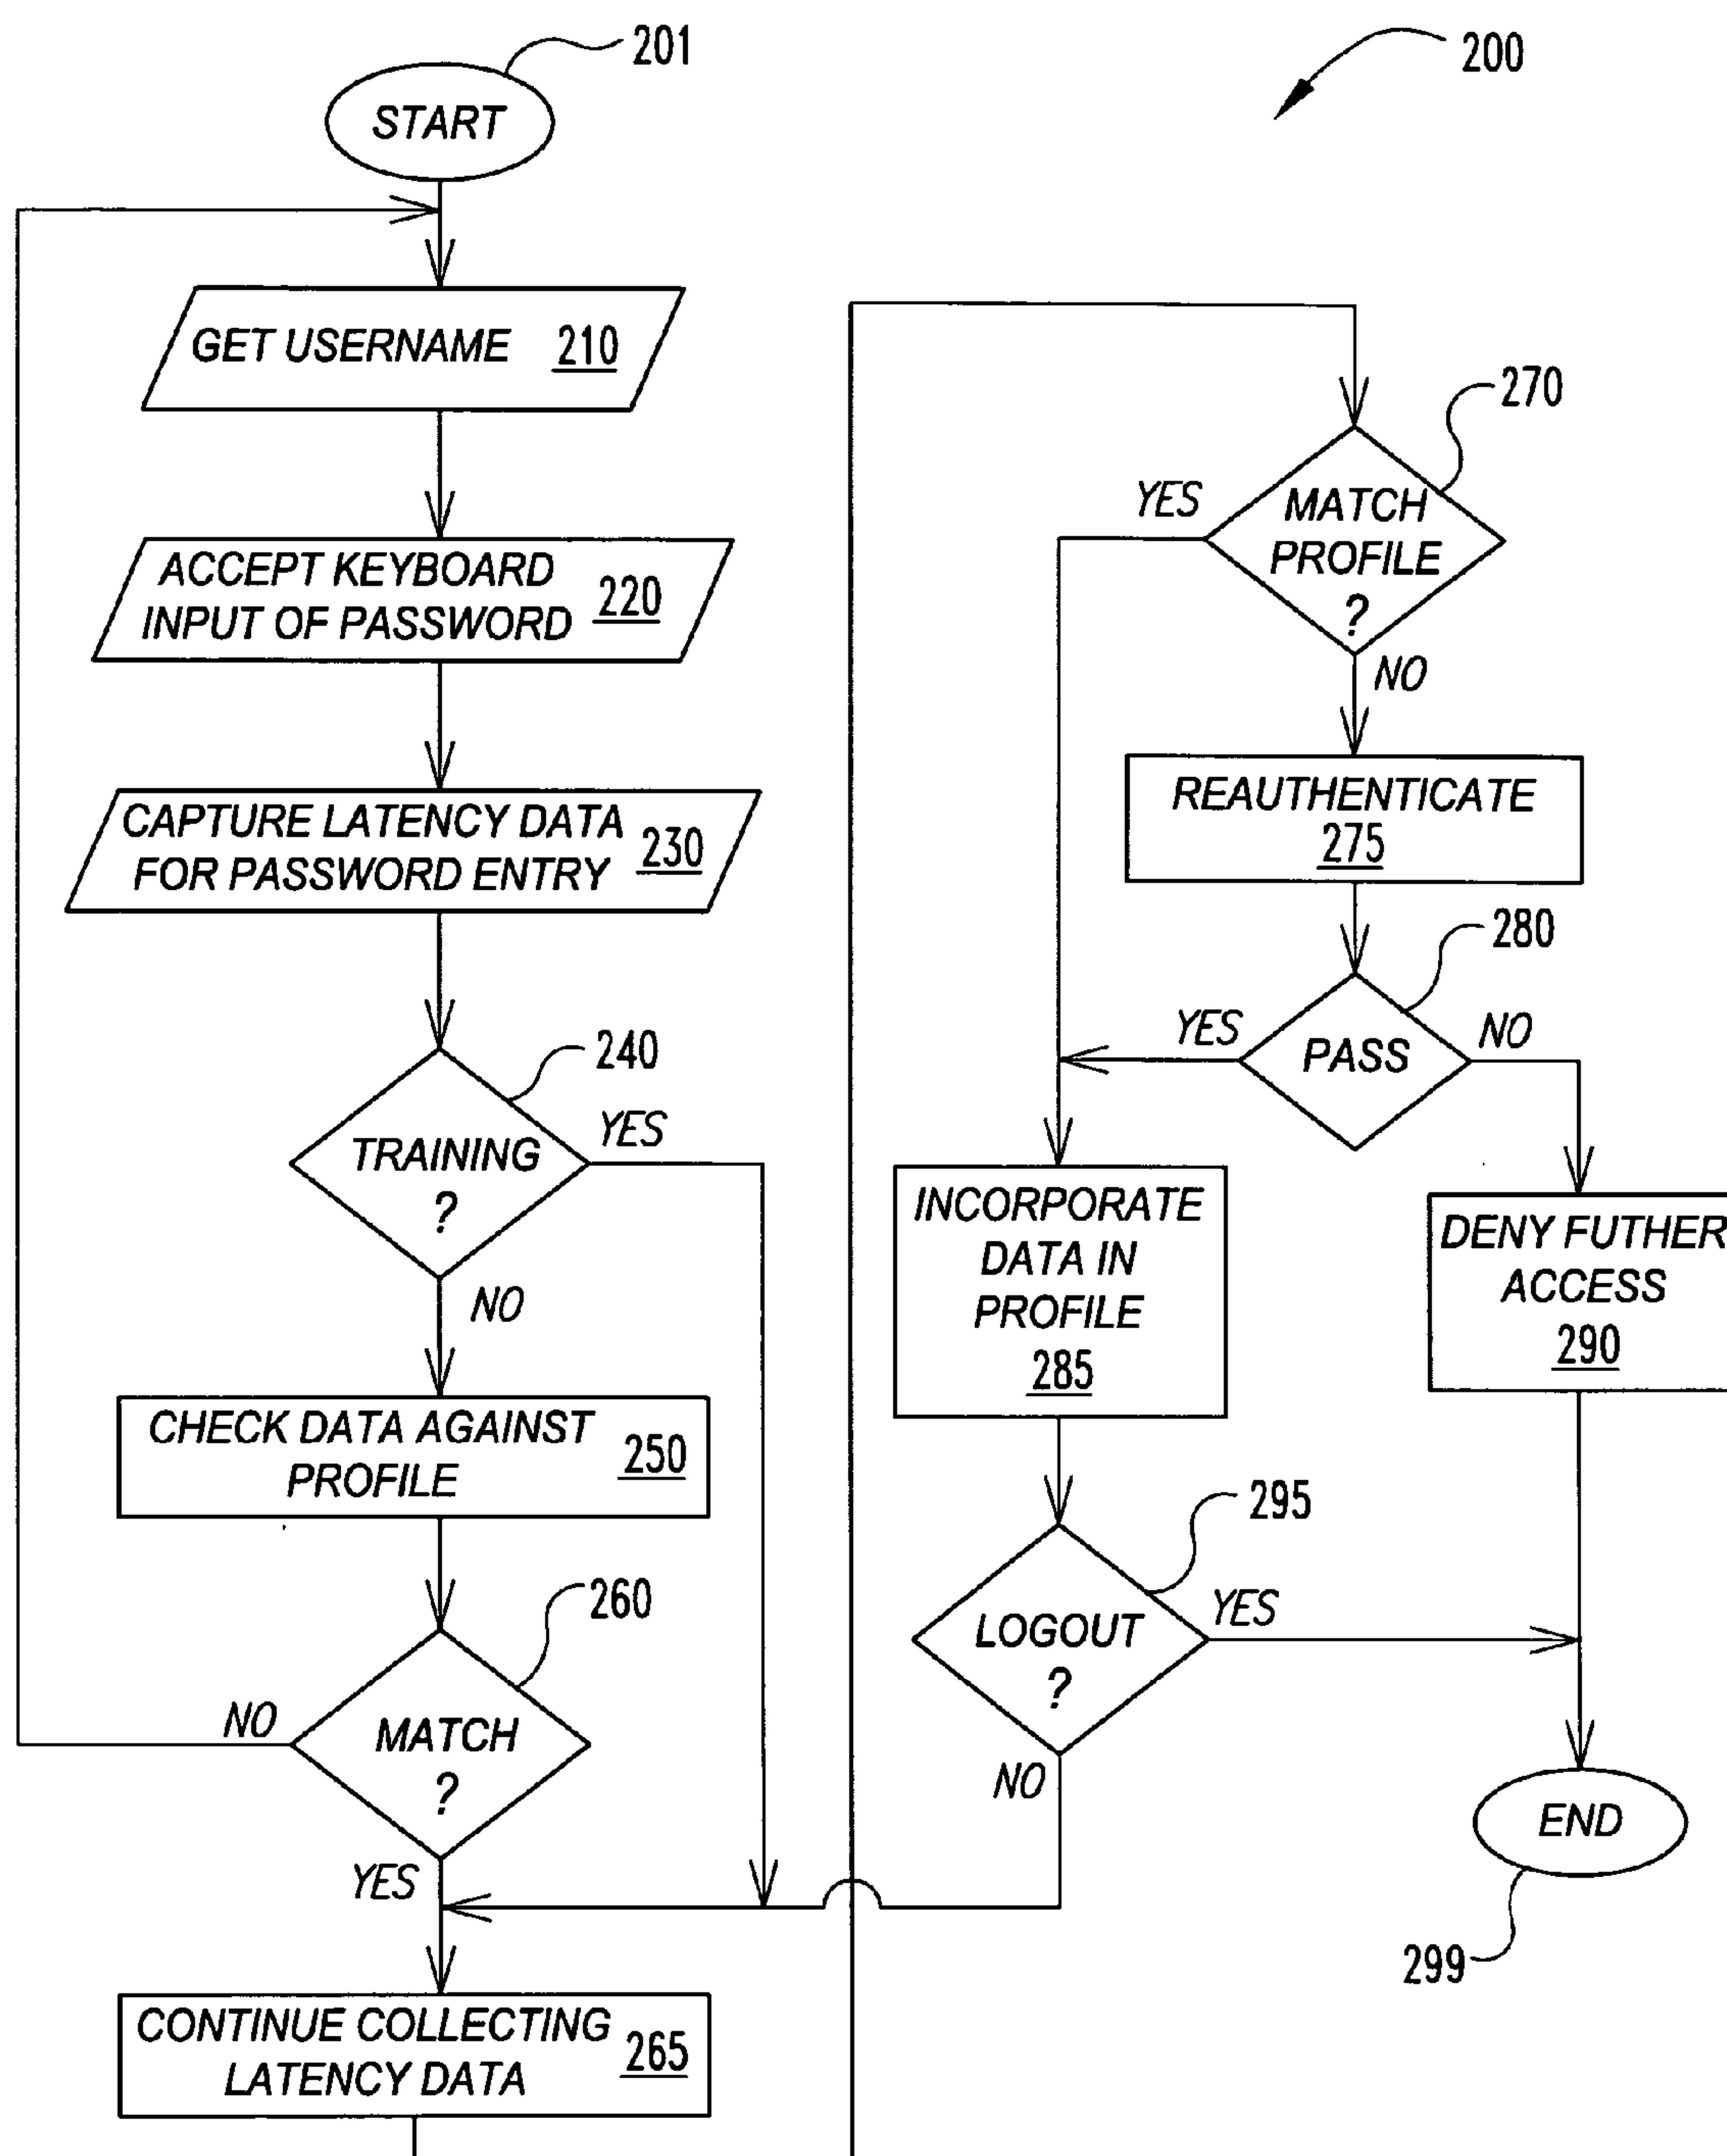 201
200
START
GET USERNAME 210
ACCEPT KEYBOARD
INPUT OF PASSWORD 220
CAPTURE LATENCY DATA
FOR PASSWORD ENTRY 230
240
TRAINING
?
YES
NO
CHECK DATA AGAINST
PROFILE 250
260
MATCH
?
NO
YES
CONTINUE COLLECTING
LATENCY DATA 265
270
MATCH
PROFILE
?
YES
NO
REAUTHENTICATE
275
280
PASS
YES
NO
INCORPORATE
DATA IN
PROFILE
285
DENY FUTHER
ACCESS
290
295
LOGOUT
?
YES
NO
END
299